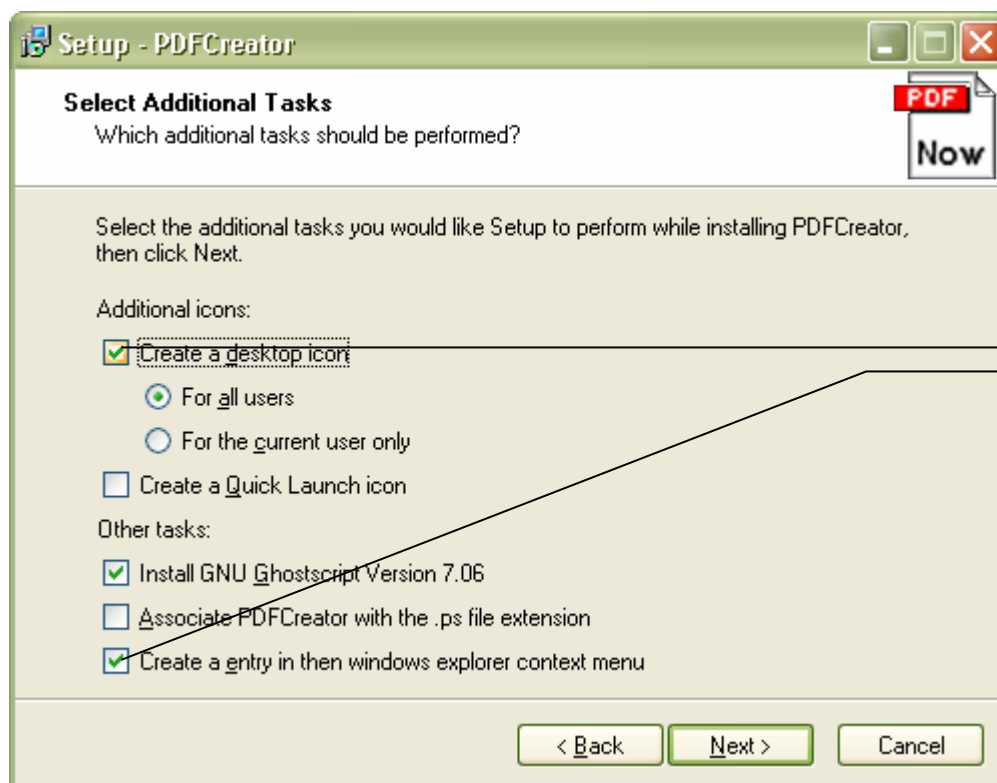 Setup - PDFCreator
Select Additional Tasks
Which additional tasks should be performed?
PDF
Now
Select the additional tasks you would like Setup to perform while installing PDFCreator,
then click Next.
Additional icons:
Create a desktop icon
For all users
For the current user only
Create a Quick Launch icon
Other tasks:
Install GNU Ghostscript Version 7.06
Associate PDFCreator with the .ps file extension
Create a entry in then windows explorer context menu
< Back
Next >
Cancel